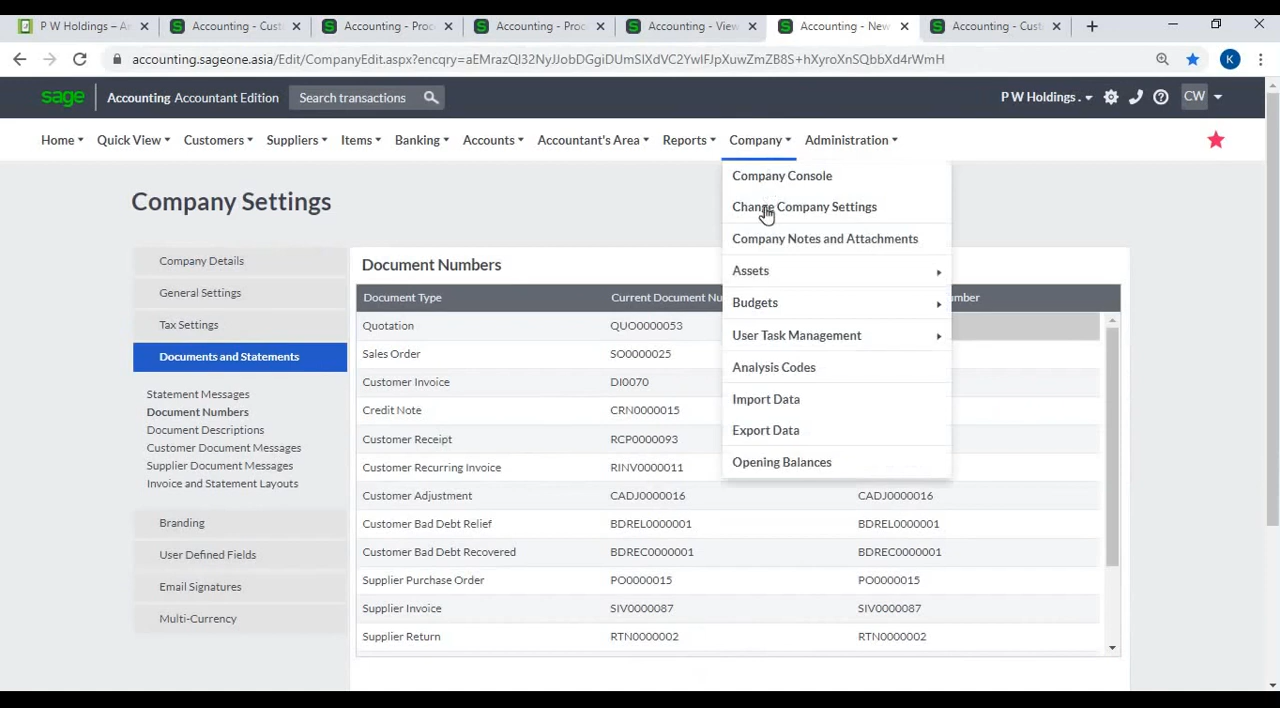 P W Holdings – A
Accounting - Cust
Accounting - Proc
Accounting - Proc
Accounting - View
Accounting - New
Accounting - Cust
accounting.sageone.asia/Edit/CompanyEdit.aspx?encqry=
K
sage Accounting Accountant Edition Search transactions P W Holdings . CW
Home Quick View Customers Suppliers Items Banking Accounts Accountant's Area Reports Company Administration
Company Console
Change Company Settings
Company Notes and Attachments
Assets
Budgets
User Task Management
Analysis Codes
Import Data
Export Data
Opening Balances
Company Settings
Company Details
General Settings
Tax Settings
Documents and Statements
Statement Messages
Document Numbers
Document Descriptions
Customer Document Messages
Supplier Document Messages
Invoice and Statement Layouts
Branding
User Defined Fields
Email Signatures
Multi-Currency
Document Numbers
Document Type Current Document Nu mber
Quotation QUO0000053
Sales Order SO0000025
Customer Invoice DI0070
Credit Note CRN0000015
Customer Receipt RCP0000093
Customer Recurring Invoice RINV0000011
Customer Adjustment CADJ0000016 CADJ0000016
Customer Bad Debt Relief BDREL0000001 BDREL0000001
Customer Bad Debt Recovered BDREC0000001 BDREC0000001
Supplier Purchase Order PO0000015 PO0000015
Supplier Invoice SIV0000087 SIV0000087
Supplier Return RTN0000002 RTN0000002